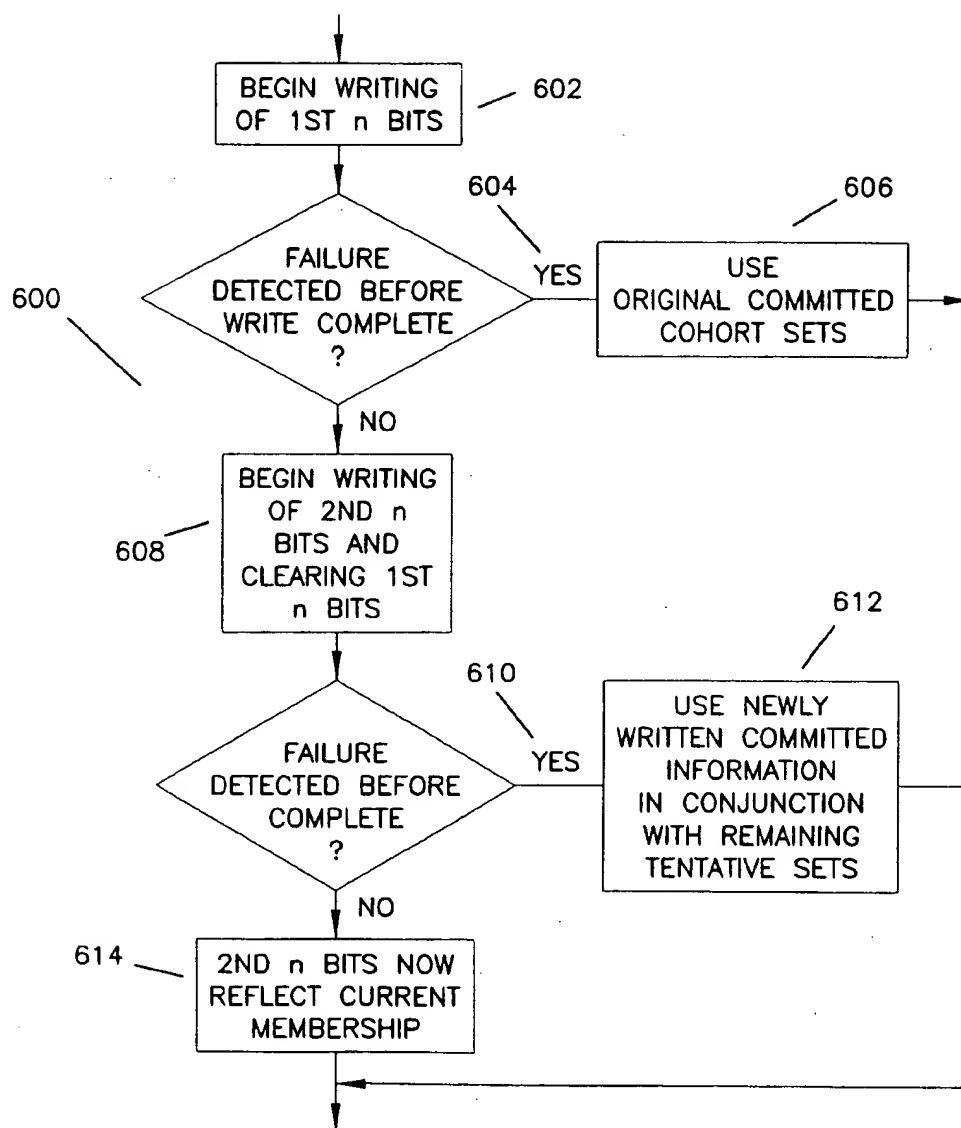 BEGIN WRITING
OF 1ST n BITS
602
604
606
FAILURE
DETECTED BEFORE
WRITE COMPLETE
?
YES
USE
ORIGINAL COMMITTED
COHORT SETS
600
NO
BEGIN WRITING
OF 2ND n
BITS AND
CLEARING 1ST
n BITS
608
610
612
FAILURE
DETECTED BEFORE
COMPLETE
?
YES
USE NEWLY
WRITTEN COMMITTED
INFORMATION
IN CONJUNCTION
WITH REMAINING
TENTATIVE SETS
NO
614
2ND n BITS NOW
REFLECT CURRENT
MEMBERSHIP